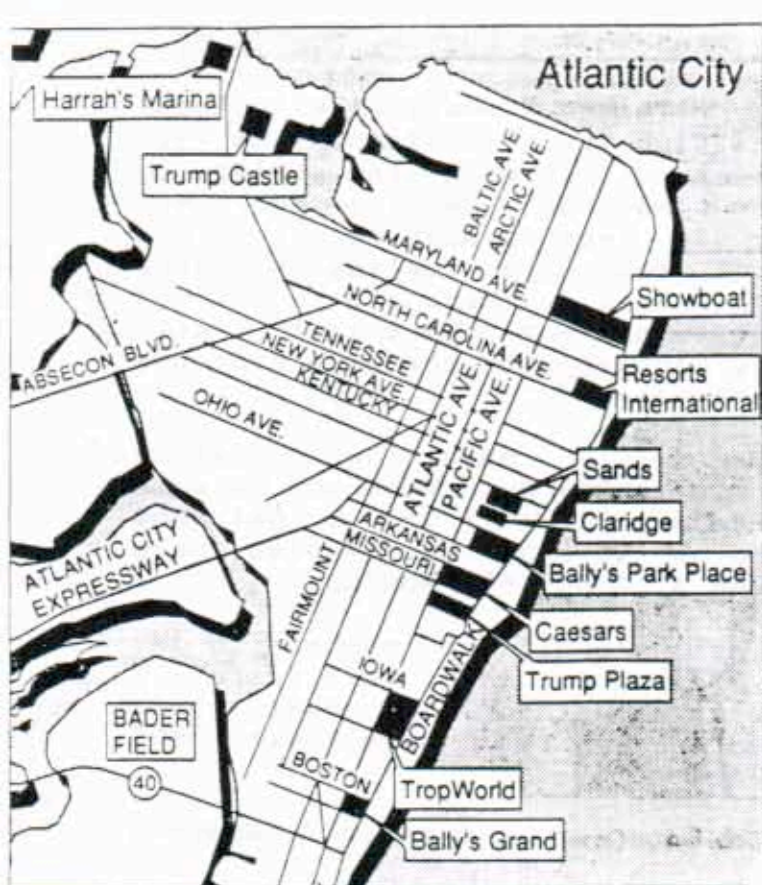 Atlantic City
Harrah's Marina
Trump Castle
BALTIC AVE.
ARCTIC AVE.
MARYLAND AVE.
NORTH CAROLINA AVE.
Showboat
ABSECON BLVD.
TENNESSEE
NEW YORK AVE.
KENTUCKY
OHIO AVE.
Resorts
International
ATLANTIC AVE.
PACIFIC AVE.
Sands
Claridge
ARKANSAS
MISSOURI
Bally's Park Place
ATLANTIC CITY
EXPRESSWAY
FAIRMOUNT
Caesars
Trump Plaza
IOWA
BOARDWALK
BADER
FIELD
40
BOSTON
TropWorld
Bally's Grand